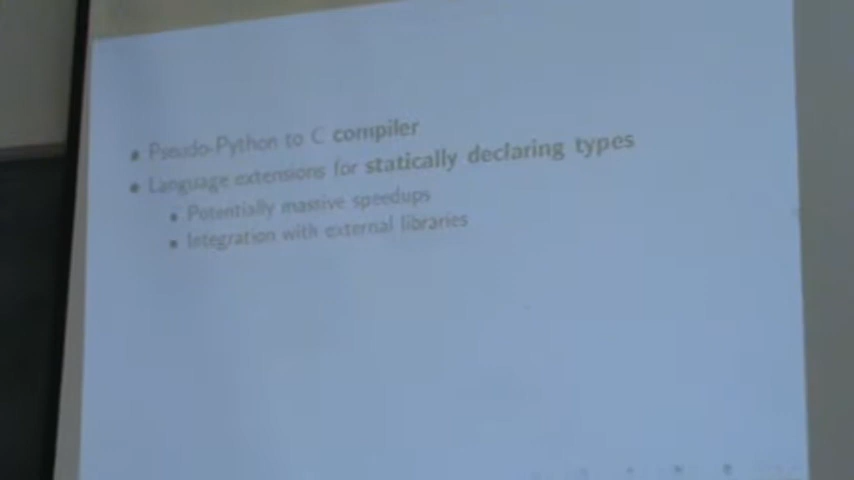 Pseudo-Python to C compiler
Language extensions for statically declaring types
Potentially massive speedups
Integration with external libraries